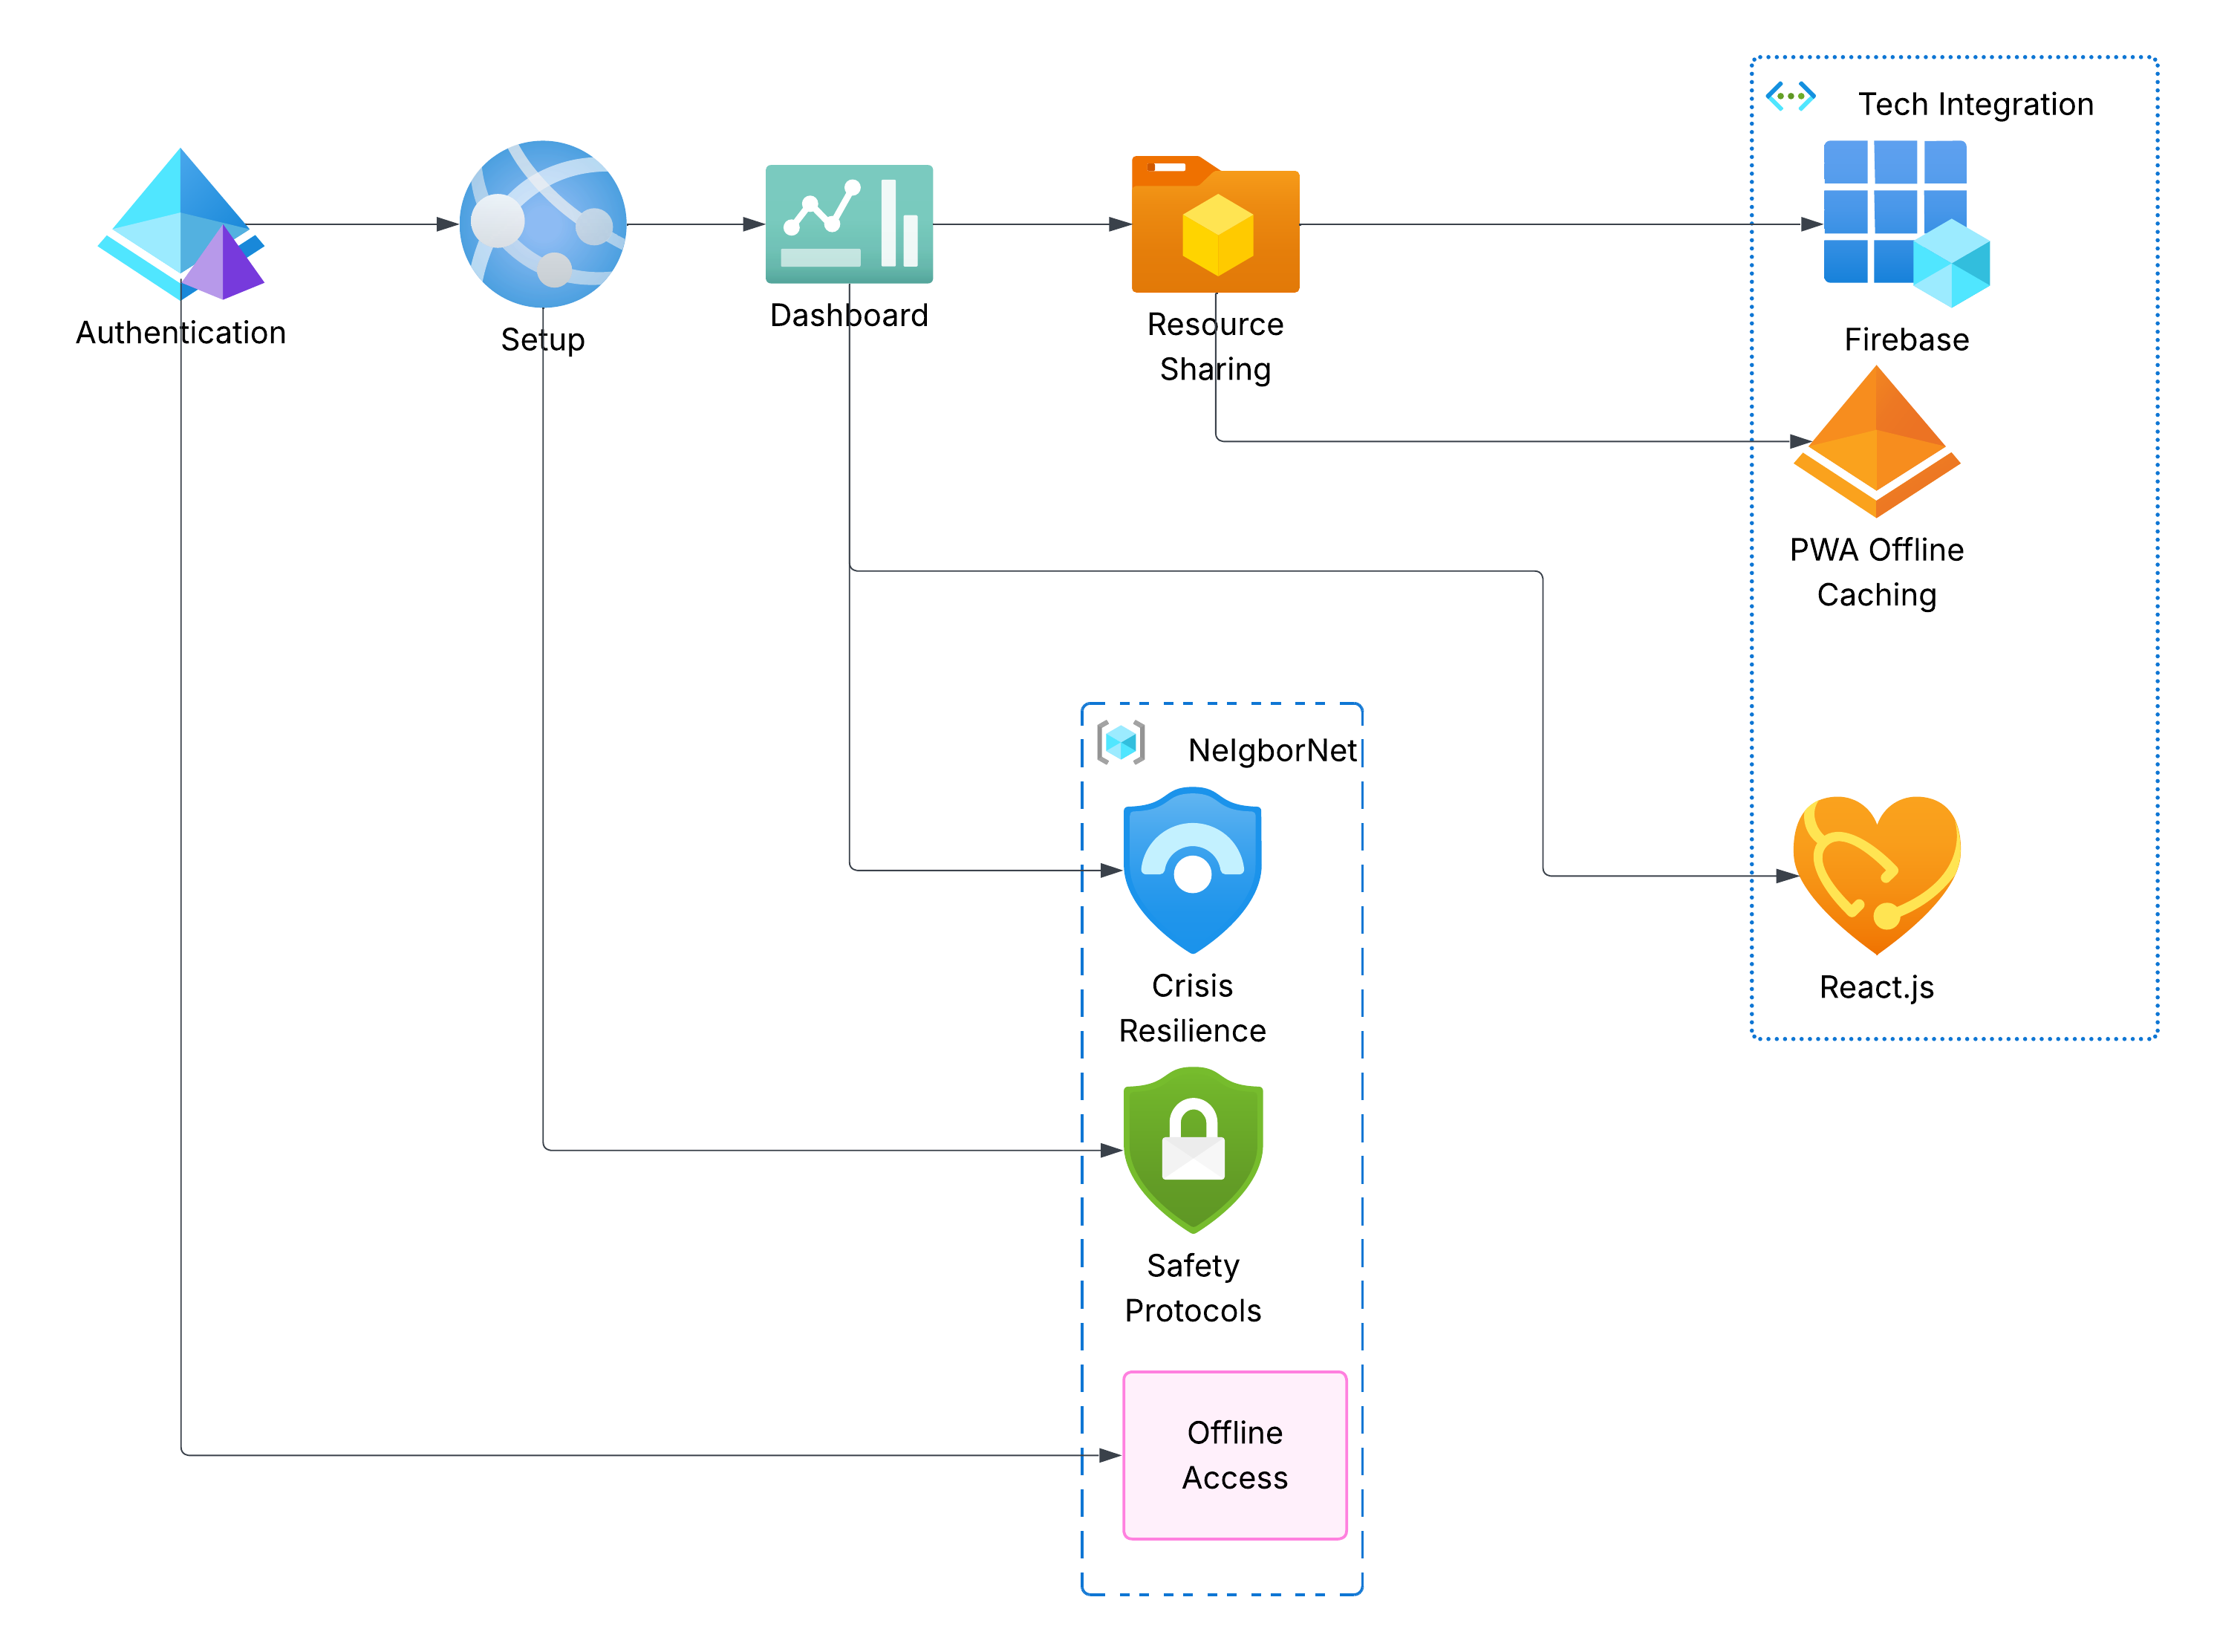 Tech Integration
Authentication
Setup
Dashboard
Resource
Sharing
Firebase
PWA Offline
Caching
NeIgborNet
Crisis
Resilience
React.js
Safety
Protocols
Offline
Access